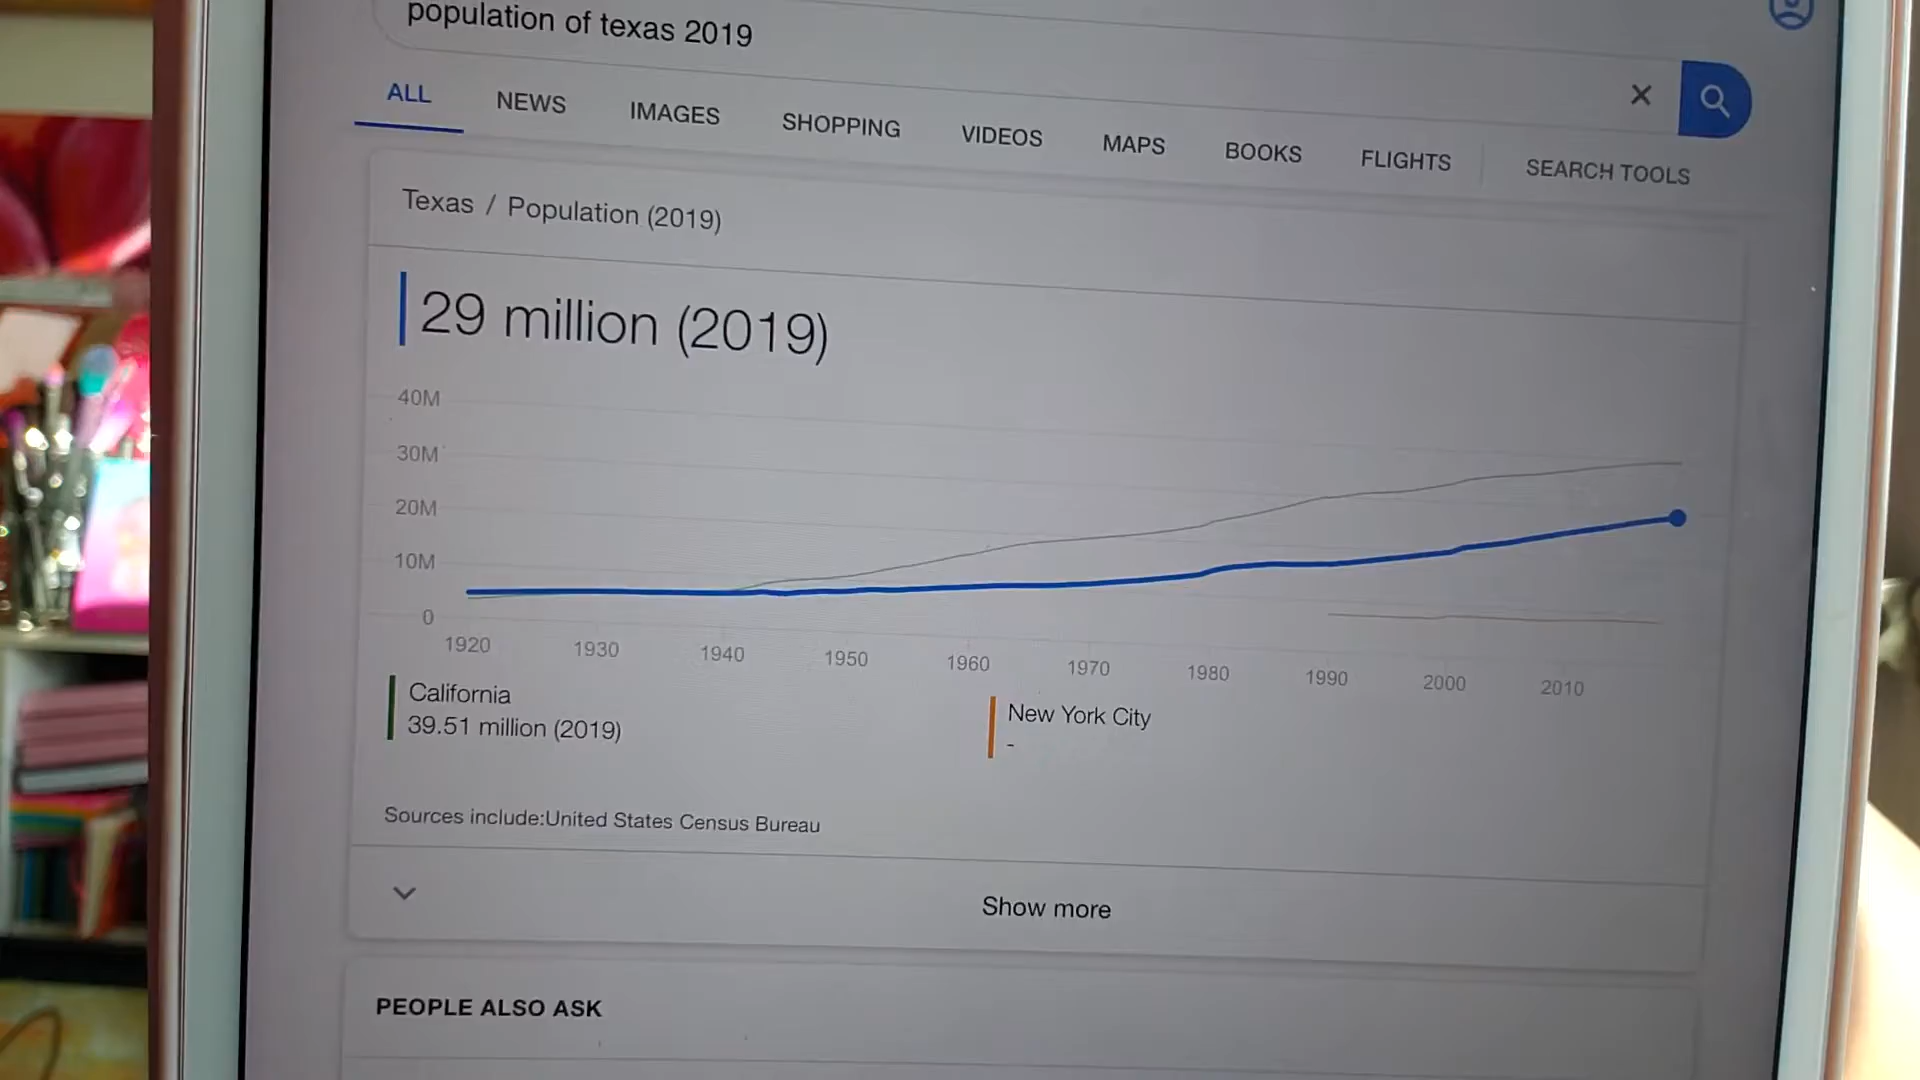 population of texas 2019
ALL NEWS IMAGES SHOPPING VIDEOS MAPS BOOKS FLIGHTS SEARCH TOOLS
Texas / Population (2019)
29 million (2019)
40M
30M
20M
10M
0
1920 1930 1940 1950 1960 1970 1980 1990 2000 2010
California
39.51 million (2019)
New York City
-
Sources include:United States Census Bureau
Show more
PEOPLE ALSO ASK